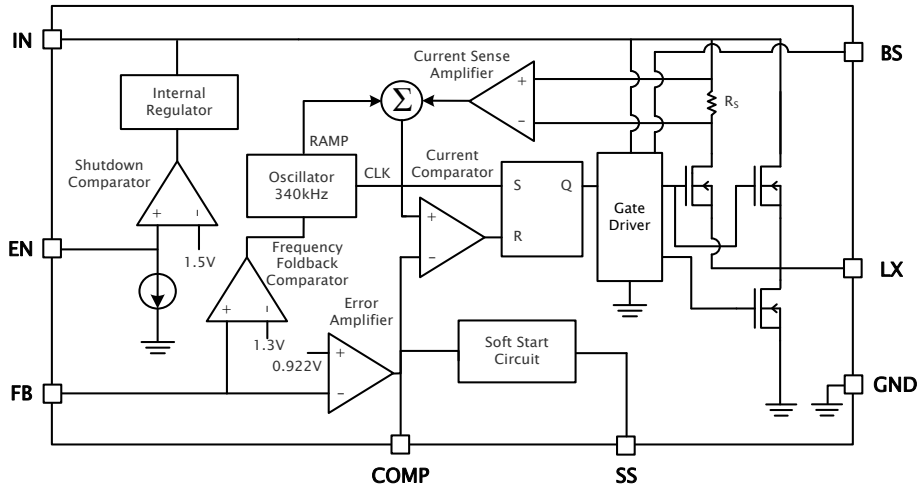 IN
BS
Current Sense
Amplifier
Internal
Regulator
+
−
Σ
R_S
RAMP
Shutdown
Comparator
Oscillator
340kHz
CLK
Current
Comparator
S
Q
R
Gate
Driver
+
−
+
−
1.5V
EN
LX
Frequency
Foldback
Comparator
+
−
1.3V
Error
Amplifier
+
−
0.922V
Soft Start
Circuit
FB
GND
COMP
SS